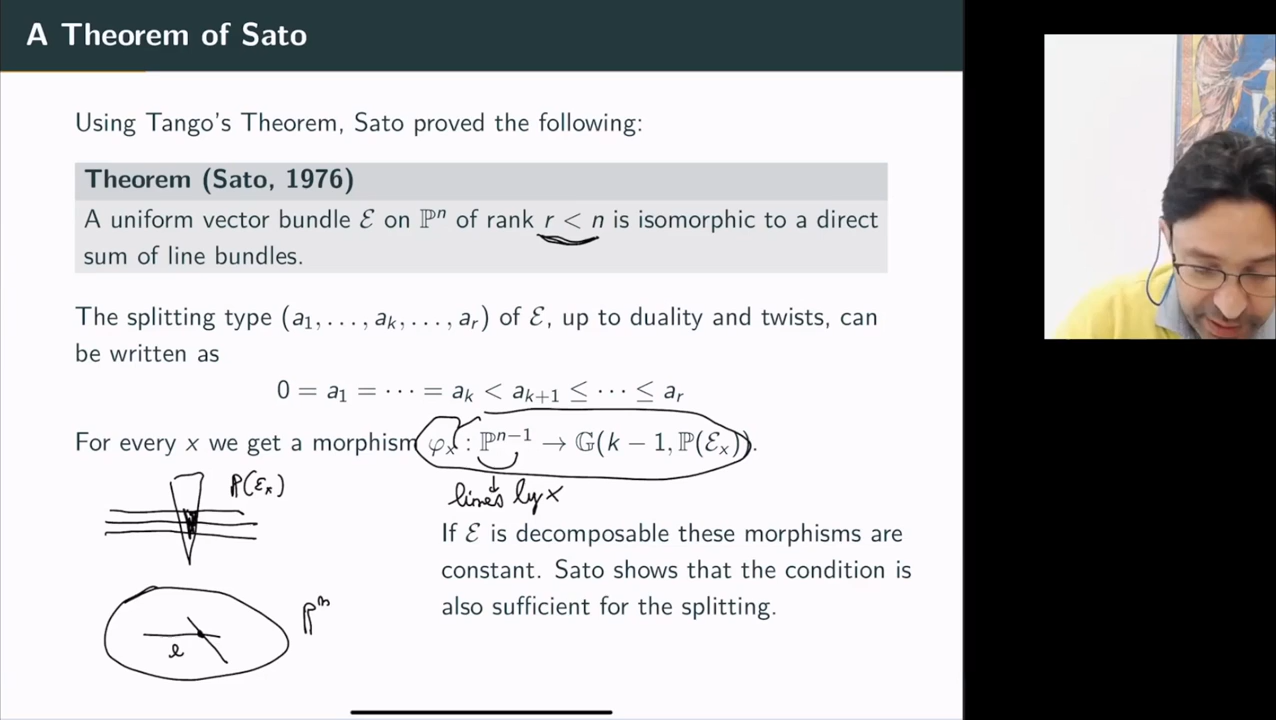 A Theorem of Sato
Using Tango's Theorem, Sato proved the following:
Theorem (Sato, 1976)
A uniform vector bundle ℰ on ℙⁿ of rank r < n is isomorphic to a direct
sum of line bundles.
The splitting type (a₁, . . . , aₖ, . . . , aᵣ) of ℰ, up to duality and twists, can
be written as
0 = a₁ = · · · = aₖ < aₖ₊₁ ≤ · · · ≤ aᵣ
For every x we get a morphism φₓ : ℙⁿ⁻¹ → 𝔾(k − 1, ℙ(ℰₓ)).
ℙ(ℰₓ)
lines by x
If ℰ is decomposable these morphisms are
constant. Sato shows that the condition is
also sufficient for the splitting.
ℙⁿ
ℓ